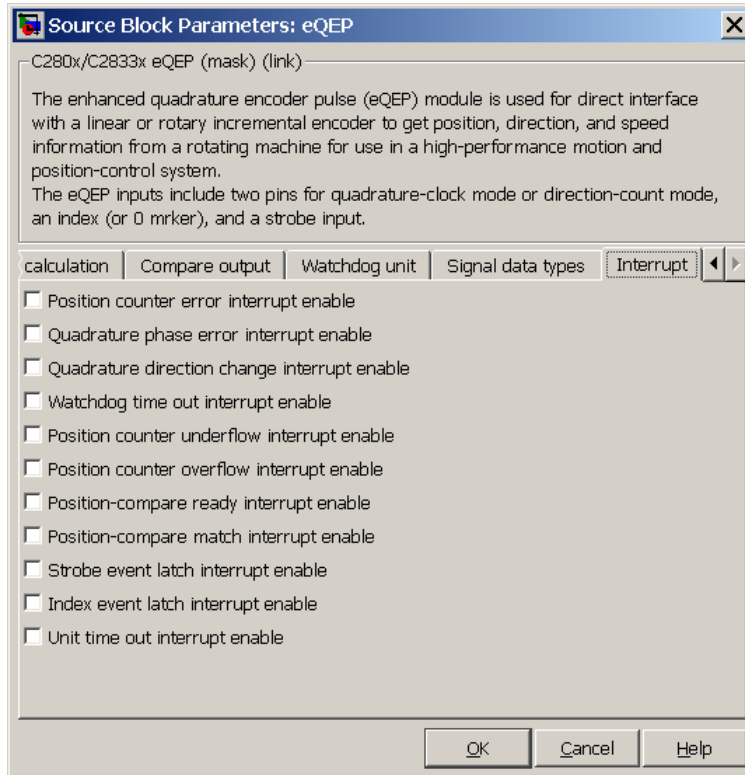 Source Block Parameters: eQEP
C280x/C2833x eQEP (mask) (link)
The enhanced quadrature encoder pulse (eQEP) module is used for direct interface
with a linear or rotary incremental encoder to get position, direction, and speed
information from a rotating machine for use in a high-performance motion and
position-control system.
The eQEP inputs include two pins for quadrature-clock mode or direction-count mode,
an index (or 0 mrker), and a strobe input.
calculation Compare output Watchdog unit Signal data types Interrupt
Position counter error interrupt enable
Quadrature phase error interrupt enable
Quadrature direction change interrupt enable
Watchdog time out interrupt enable
Position counter underflow interrupt enable
Position counter overflow interrupt enable
Position-compare ready interrupt enable
Position-compare match interrupt enable
Strobe event latch interrupt enable
Index event latch interrupt enable
Unit time out interrupt enable
OK Cancel Help